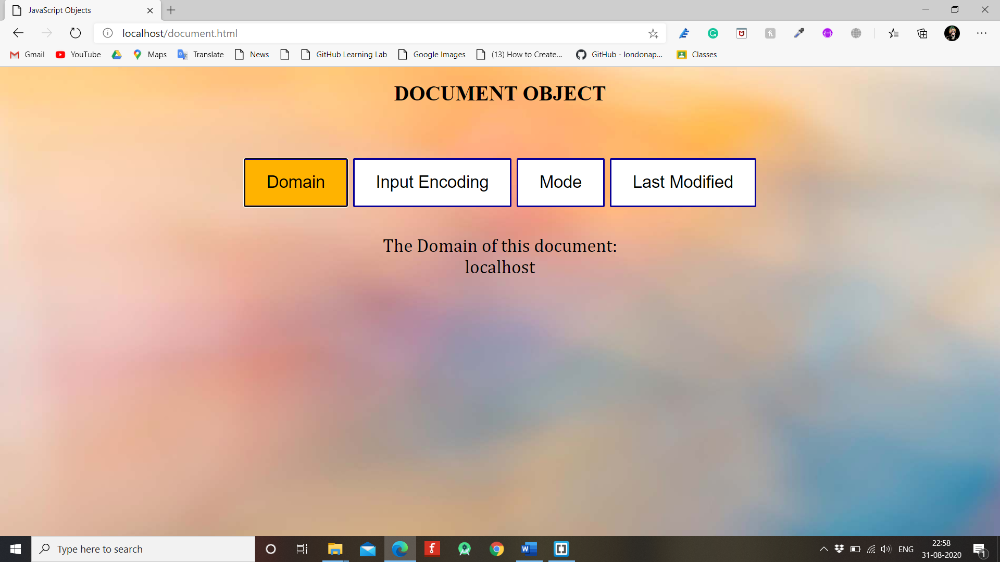 JavaScript Objects
localhost/document.html
Gmail YouTube Maps Translate News GitHub Learning Lab Google Images (13) How to Create... GitHub - londonap... Classes
DOCUMENT OBJECT
Domain Input Encoding Mode Last Modified
The Domain of this document:
localhost
Type here to search
ENG
22:58
31-08-2020
1